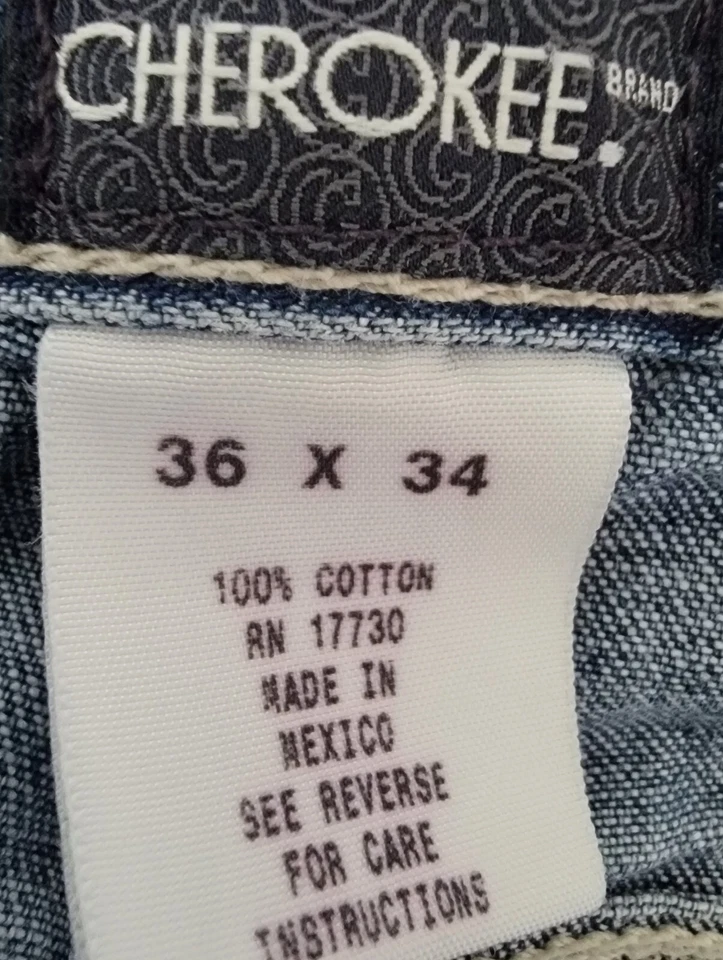 CHEROKEE. BRAND
36 X 34
100% COTTON
RN 17730
MADE IN
MEXICO
SEE REVERSE
FOR CARE
INSTRUCTIONS